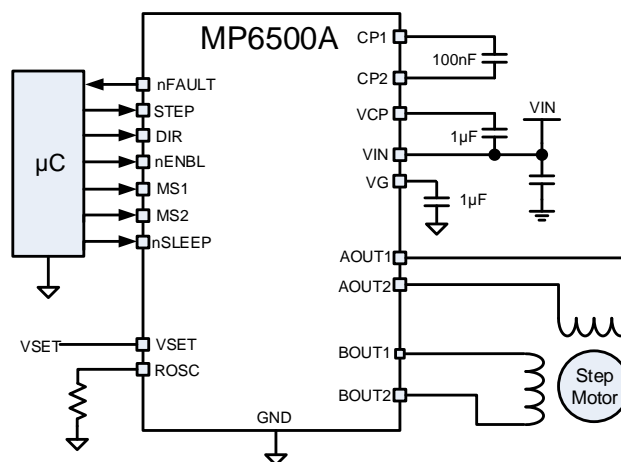 MP6500A
CP1
100nF
CP2
nFAULT
STEP
VCP
VIN
DIR
1µF
µC
nENBL
VIN
MS1
VG
MS2
1µF
nSLEEP
AOUT1
AOUT2
VSET
VSET
BOUT1
ROSC
Step
Motor
BOUT2
GND